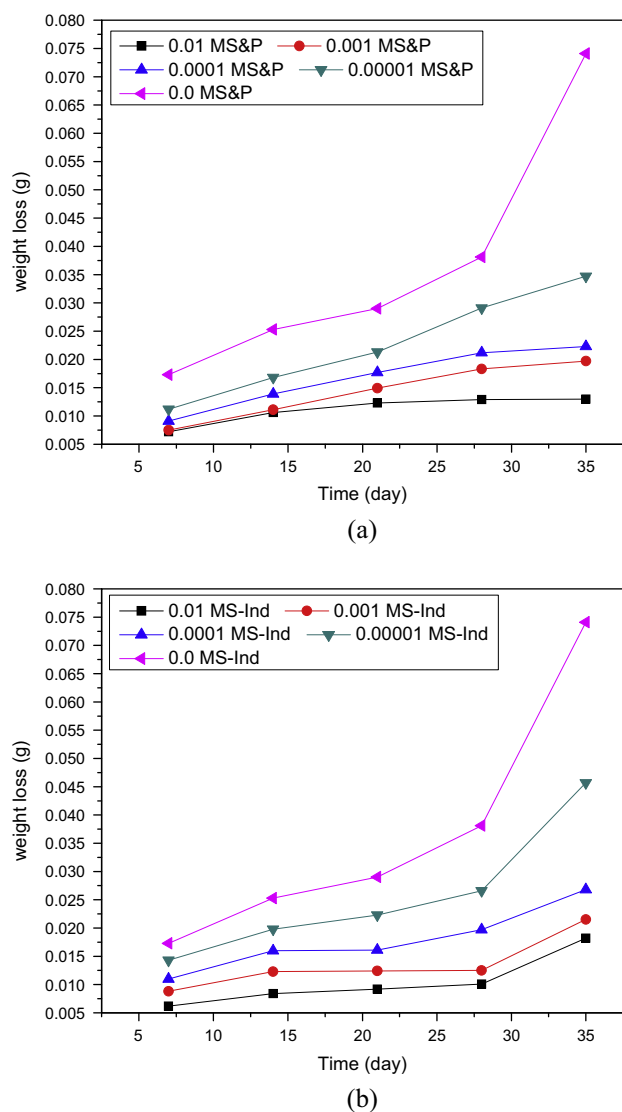 0.080
0.075
0.070
0.065
0.060
0.055
0.050
0.045
0.040
0.035
0.030
0.025
0.020
0.015
0.010
0.005
weight loss (g)
0.01 MS&P 0.001 MS&P
0.0001 MS&P 0.00001 MS&P
0.0 MS&P
5 10 15 20 25 30 35
Time (day)
(a)
0.080
0.075
0.070
0.065
0.060
0.055
0.050
0.045
0.040
0.035
0.030
0.025
0.020
0.015
0.010
0.005
weight loss (g)
0.01 MS-Ind 0.001 MS-Ind
0.0001 MS-Ind 0.00001 MS-Ind
0.0 MS-Ind
5 10 15 20 25 30 35
Time (day)
(b)